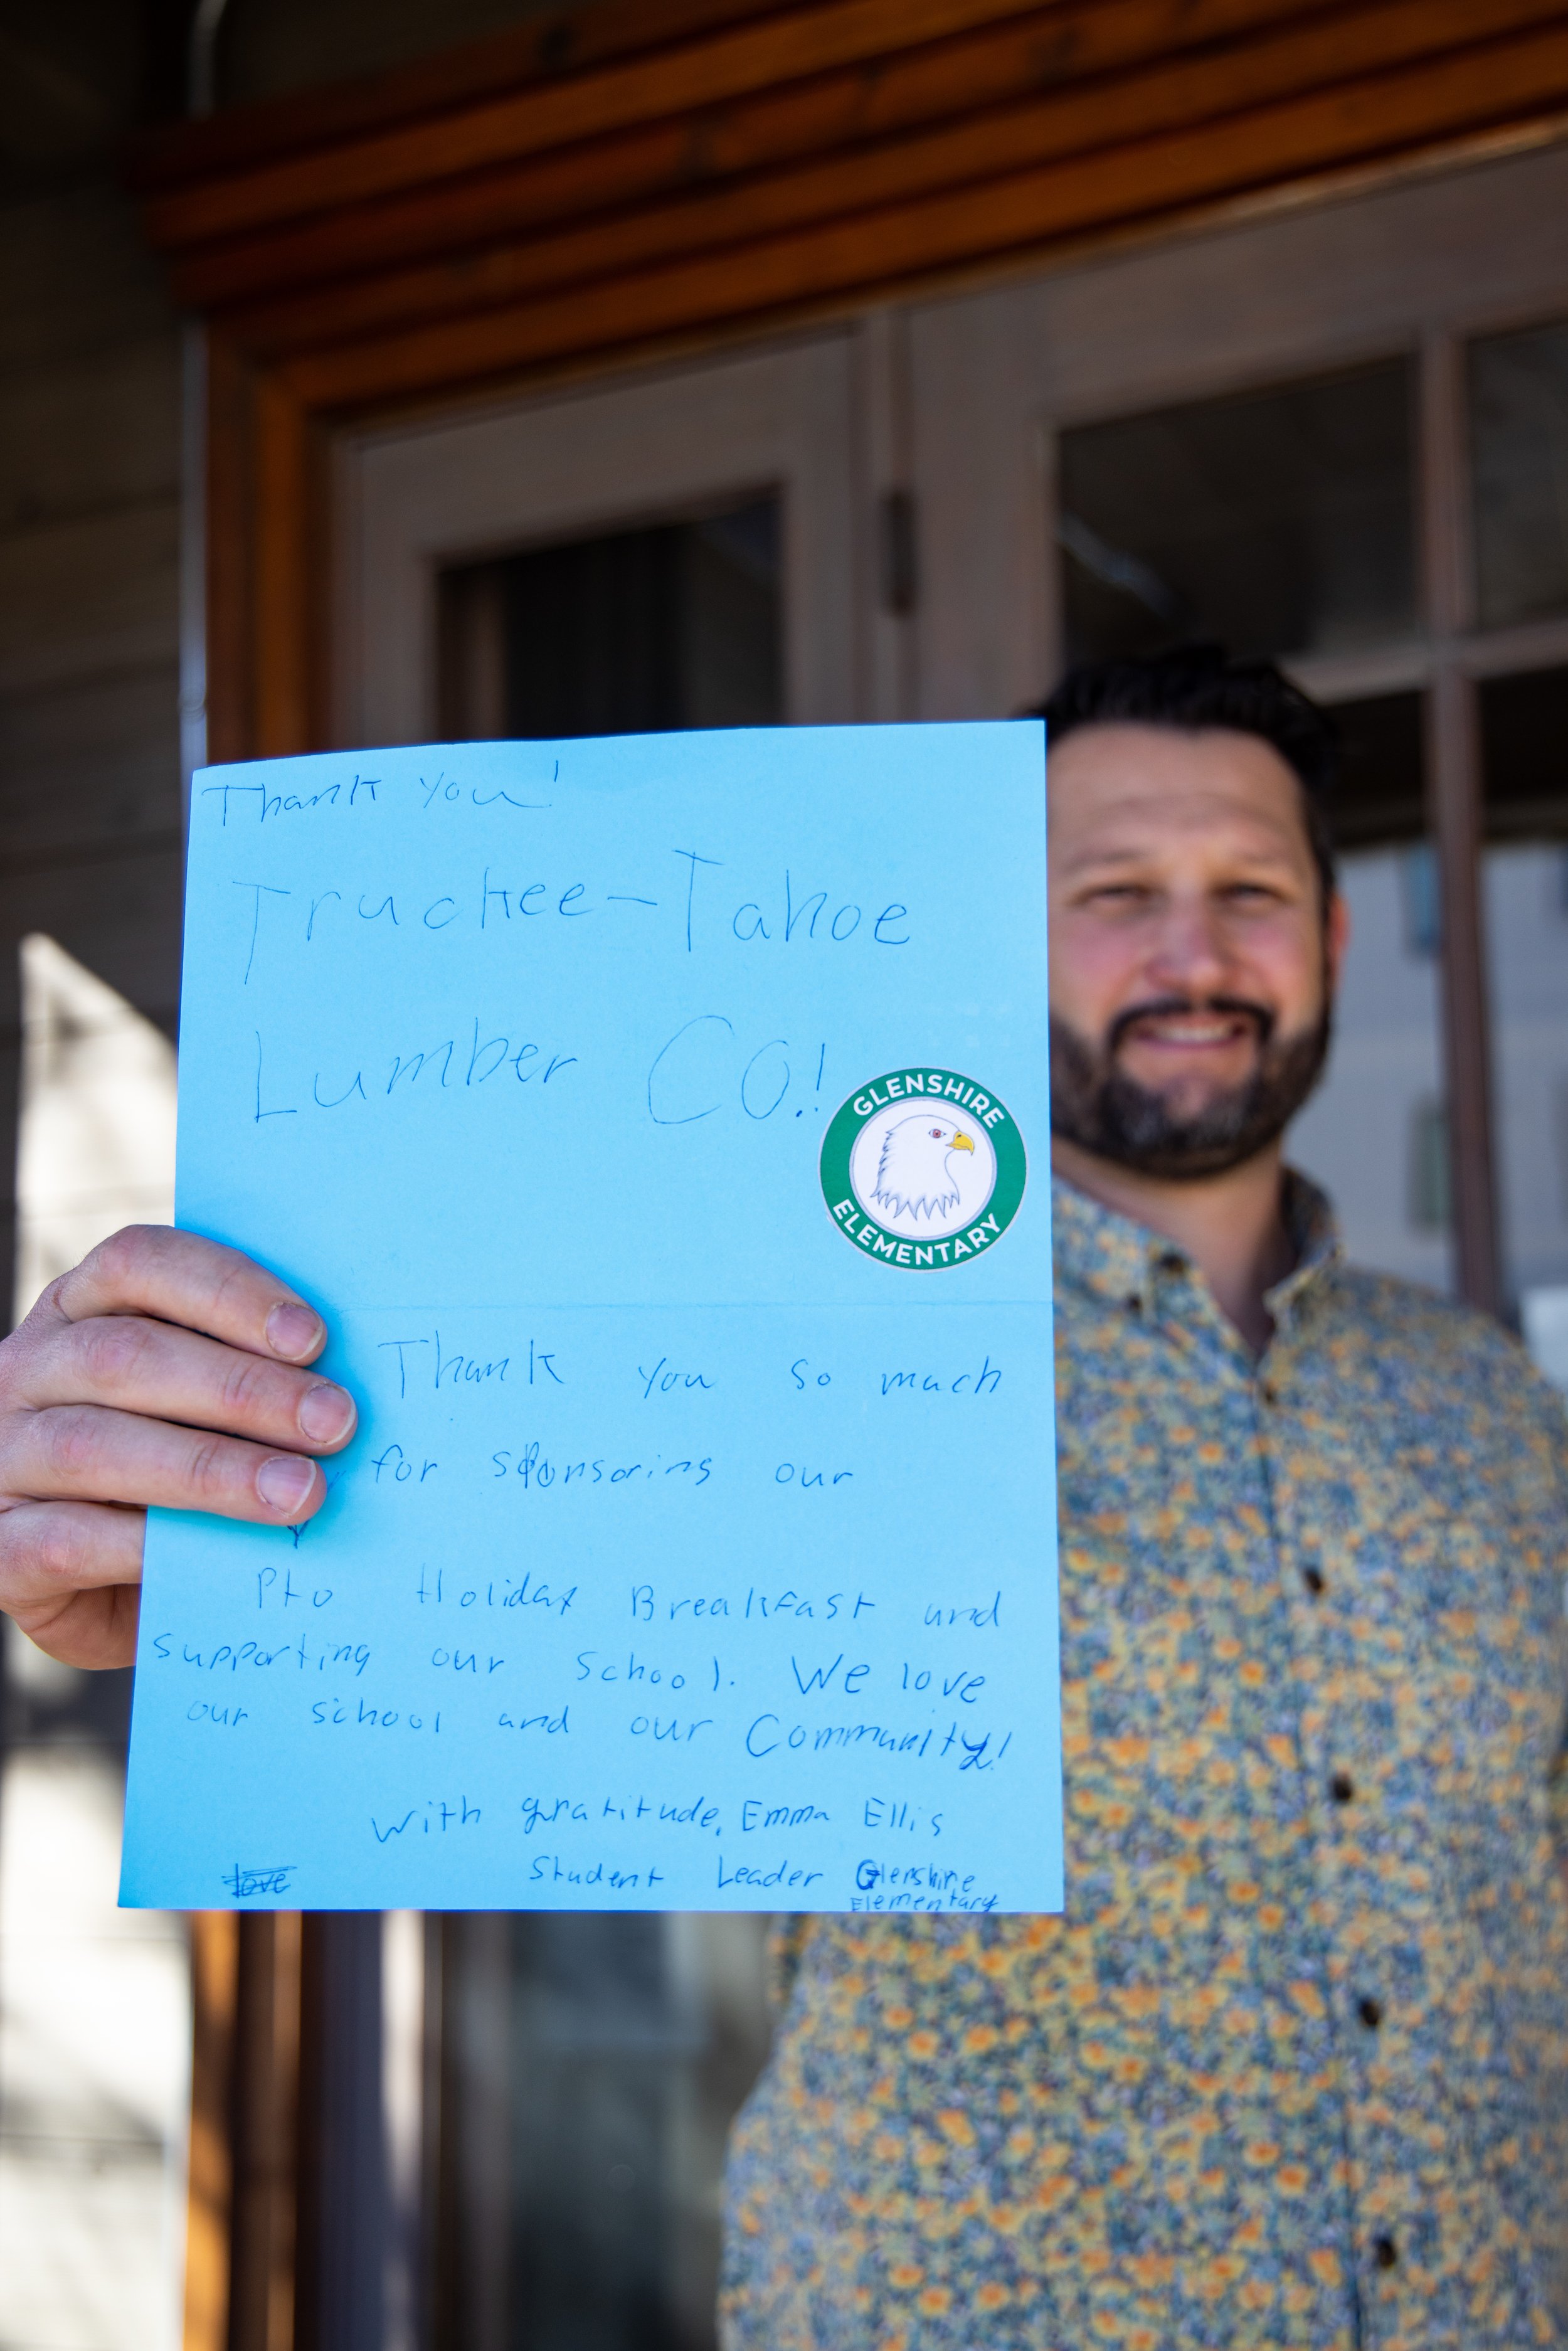 Thank you!
Truckee-Tahoe
Lumber CO!
GLENSHIRE
ELEMENTARY
Thank you so much
for sponsoring our
Pto Holiday Breakfast and
supporting our school. We love
our school and our Community!
with gratitude, Emma Ellis
love
Student Leader Glenshire
Elementary